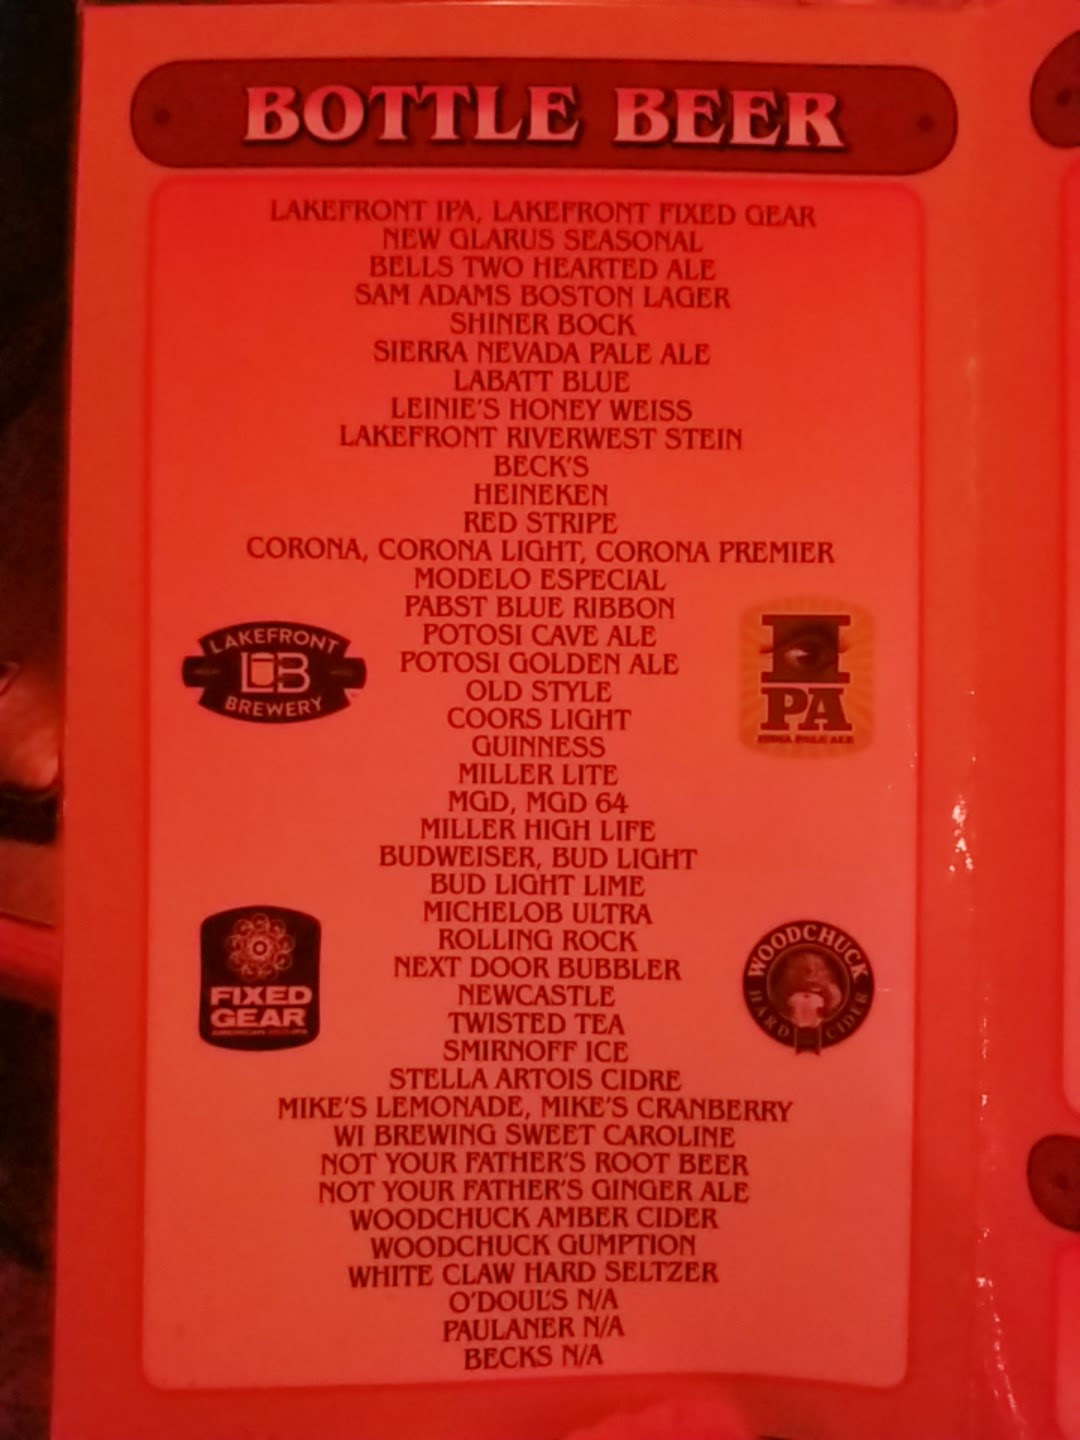 BOTTLE BEER
LAKEFRONT IPA, LAKEFRONT FIXED GEAR
NEW GLARUS SEASONAL
BELLS TWO HEARTED ALE
SAM ADAMS BOSTON LAGER
SHINER BOCK
SIERRA NEVADA PALE ALE
LABATT BLUE
LEINIE'S HONEY WEISS
LAKEFRONT RIVERWEST STEIN
BECK'S
HEINEKEN
RED STRIPE
CORONA, CORONA LIGHT, CORONA PREMIER
MODELO ESPECIAL
PABST BLUE RIBBON
POTOSI CAVE ALE
POTOSI GOLDEN ALE
OLD STYLE
COORS LIGHT
GUINNESS
MILLER LITE
MGD, MGD 64
MILLER HIGH LIFE
BUDWEISER, BUD LIGHT
BUD LIGHT LIME
MICHELOB ULTRA
ROLLING ROCK
NEXT DOOR BUBBLER
NEWCASTLE
TWISTED TEA
SMIRNOFF ICE
STELLA ARTOIS CIDRE
MIKE'S LEMONADE, MIKE'S CRANBERRY
WI BREWING SWEET CAROLINE
NOT YOUR FATHER'S ROOT BEER
NOT YOUR FATHER'S GINGER ALE
WOODCHUCK AMBER CIDER
WOODCHUCK GUMPTION
WHITE CLAW HARD SELTZER
O'DOUL'S N/A
PAULANER N/A
BECKS N/A
LAKEFRONT
LB
BREWERY
I
PA
INDIA PALE ALE
FIXED
GEAR
AMERICAN
WOODCHUCK
HARD CIDER